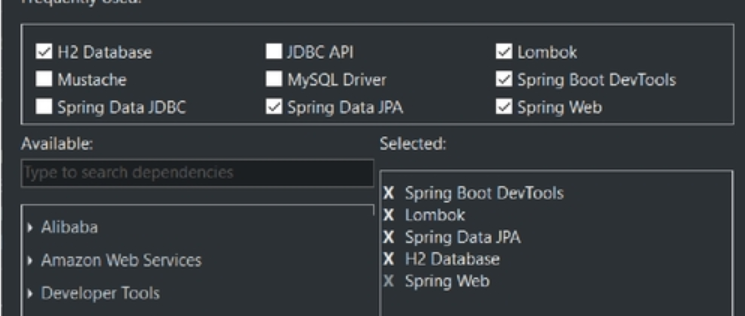 Frequently Used:
H2 Database JDBC API Lombok
Mustache MySQL Driver Spring Boot DevTools
Spring Data JDBC Spring Data JPA Spring Web
Available: Selected:
Type to search dependencies
X Spring Boot DevTools
X Lombok
X Spring Data JPA
X H2 Database
X Spring Web
Alibaba
Amazon Web Services
Developer Tools